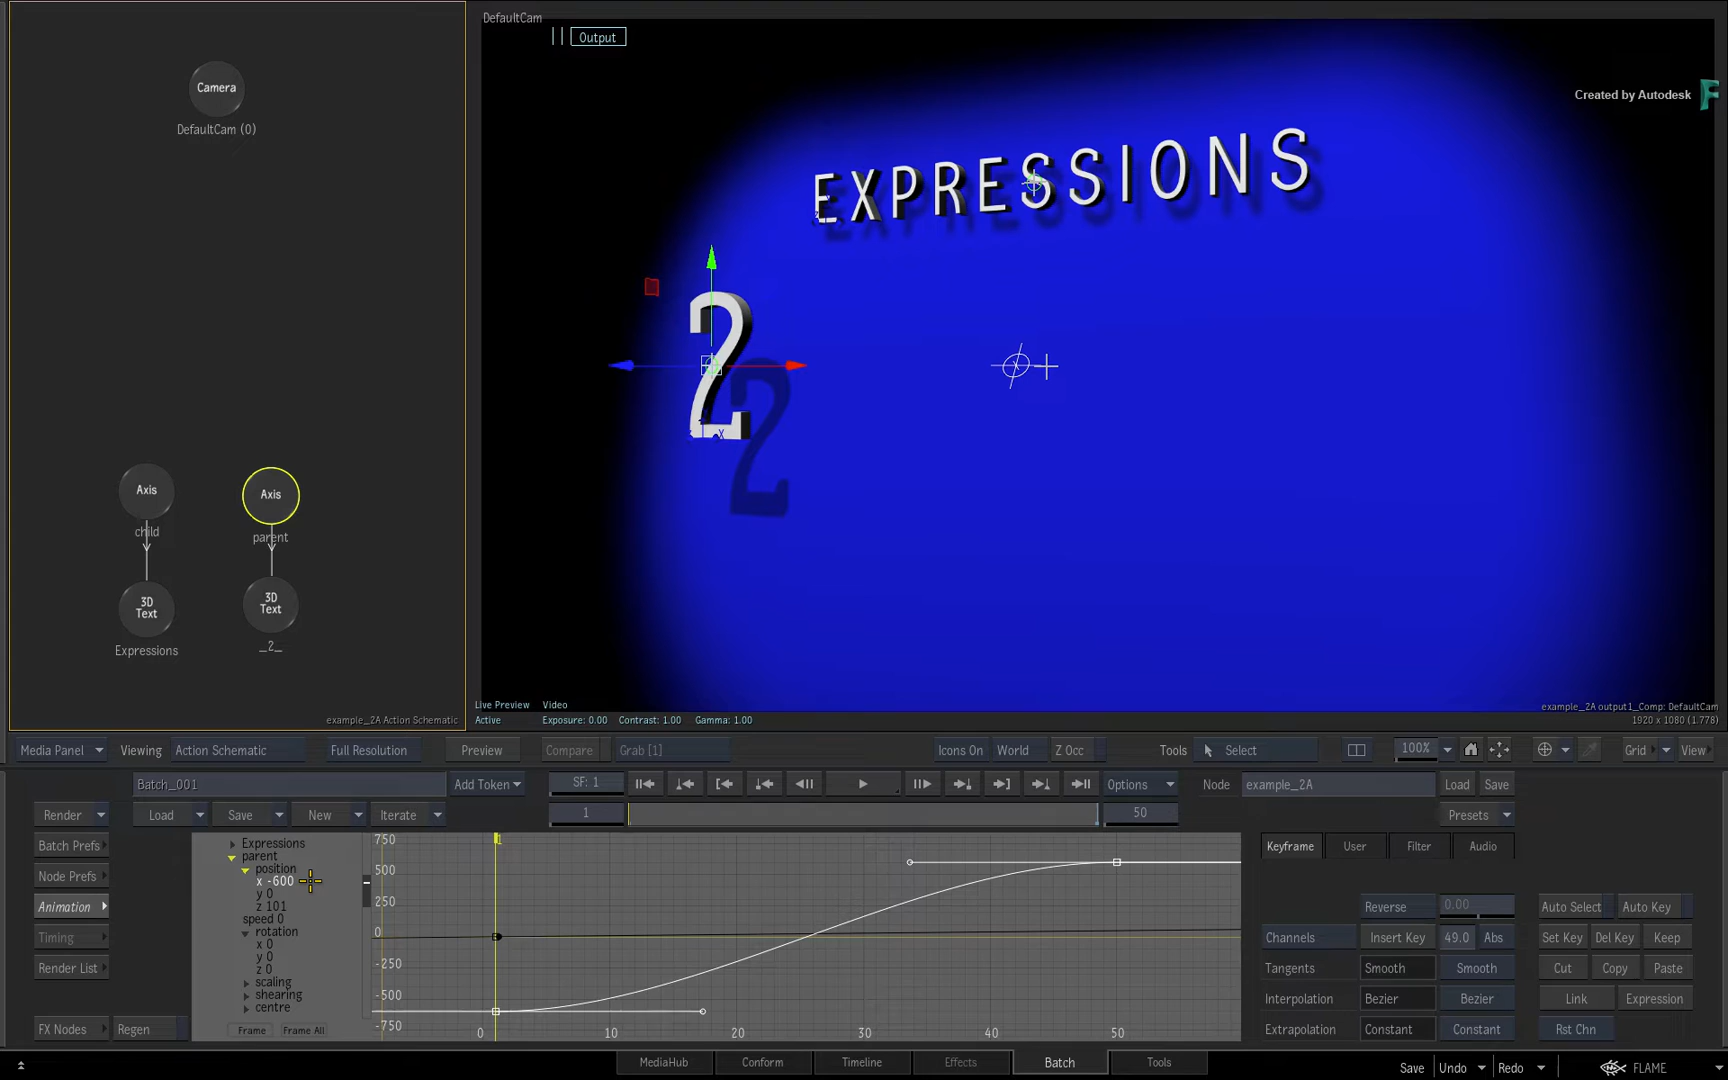 DefaultCam
Output
Camera
DefaultCam (0)
Created by Autodesk
EXPRESSIONS
2
Axis
child
Axis
parent
3D
Text
Expressions
3D
Text
_2_
example_2A Action Schematic
Live Preview Video
Active Exposure: 0.00 Contrast: 1.00 Gamma: 1.00
example_2A output1_Comp: DefaultCam
1920 x 1080 (1.778)
Media Panel Viewing Action Schematic Full Resolution Preview Compare Grab [1] Icons On World Z Occ Tools Select 100% Grid View
Batch_001 Add Token SF: 1 Options Node example_2A Load Save
Render Load Save New Iterate 1 50 Presets
Batch Prefs
Node Prefs
Animation
Timing
Render List
FX Nodes Regen
Expressions
parent
position
x -600
y 0
z 101
speed 0
rotation
x 0
y 0
z 0
scaling
shearing
centre
Frame Frame All
750
500
250
0
-250
-500
-750
1
0 10 20 30 40 50
Keyframe User Filter Audio
Reverse 0.00 Auto Select Auto Key
Channels Insert Key 49.0 Abs Set Key Del Key Keep
Tangents Smooth Smooth Cut Copy Paste
Interpolation Bezier Bezier Link Expression
Extrapolation Constant Constant Rst Chn
MediaHub Conform Timeline Effects Batch Tools
Save Undo Redo FLAME